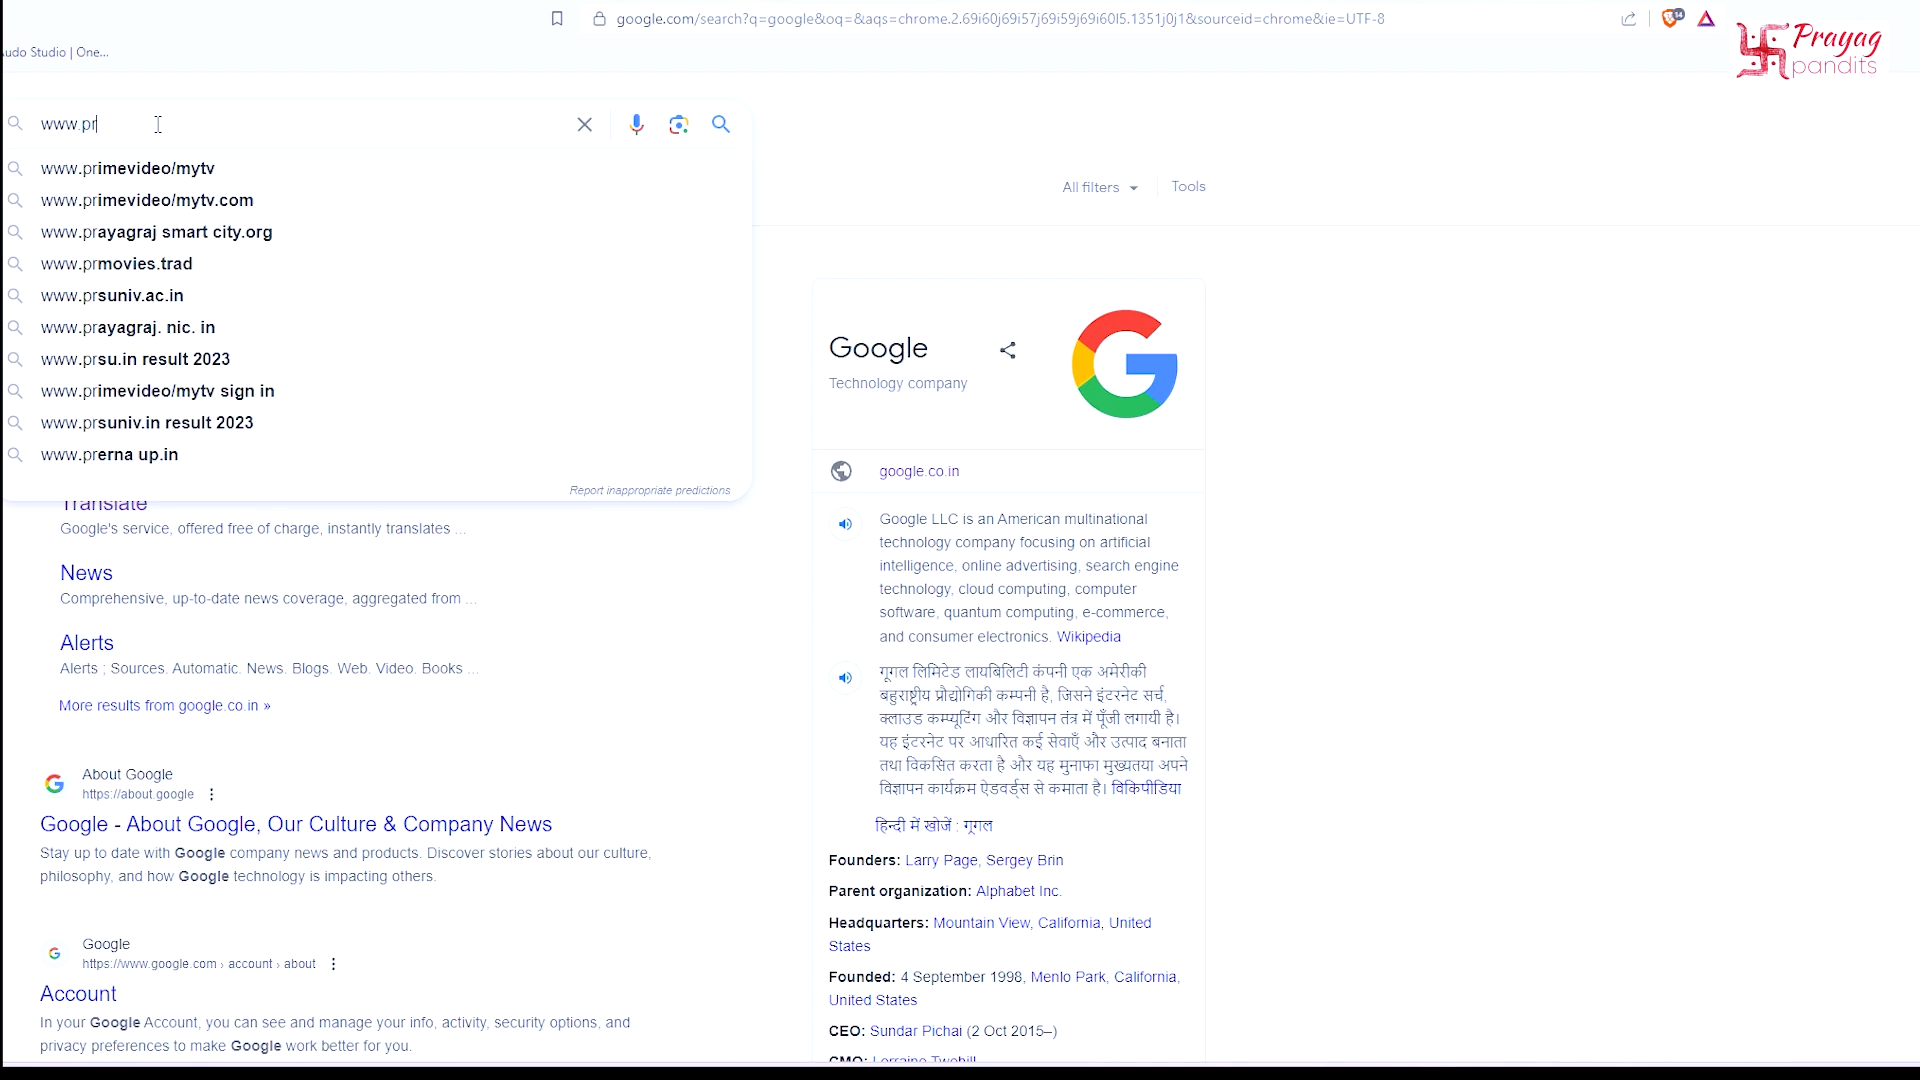 google.com/search?q=google&oq=&aqs=chrome.2.69i60j69i57j69i59j69i60l5.1351j0j1&sourceid=chrome&ie=UTF-8
Prayag
pandits
udo Studio | One...
www.pr
www.primevideo/mytv
www.primevideo/mytv.com
www.prayagraj smart city.org
www.prmovies.trad
www.prsuniv.ac.in
www.prayagraj. nic. in
www.prsu.in result 2023
www.primevideo/mytv sign in
www.prsuniv.in result 2023
www.prerna up.in
Report inappropriate predictions
All filters
Tools
Translate
Google's service, offered free of charge, instantly translates ...
News
Comprehensive, up-to-date news coverage, aggregated from ...
Alerts
Alerts ; Sources. Automatic. News. Blogs. Web. Video. Books ...
More results from google.co.in »
About Google
https://about.google
Google - About Google, Our Culture & Company News
Stay up to date with Google company news and products. Discover stories about our culture,
philosophy, and how Google technology is impacting others.
Google
https://www.google.com › account › about
Account
In your Google Account, you can see and manage your info, activity, security options, and
privacy preferences to make Google work better for you.
Google
Technology company
google.co.in
Google LLC is an American multinational
technology company focusing on artificial
intelligence, online advertising, search engine
technology, cloud computing, computer
software, quantum computing, e-commerce,
and consumer electronics. Wikipedia
गूगल लिमिटेड लायबिलिटी कंपनी एक अमेरीकी
बहुराष्ट्रीय प्रौद्योगिकी कम्पनी है, जिसने इंटरनेट सर्च,
क्लाउड कम्प्यूटिंग और विज्ञापन तंत्र में पूँजी लगायी है।
यह इंटरनेट पर आधारित कई सेवाएँ और उत्पाद बनाता
तथा विकसित करता है और यह मुनाफा मुख्यतया अपने
विज्ञापन कार्यक्रम ऐडवर्ड्स से कमाता है। विकिपीडिया
हिन्दी में खोजें : गूगल
Founders: Larry Page, Sergey Brin
Parent organization: Alphabet Inc.
Headquarters: Mountain View, California, United
States
Founded: 4 September 1998, Menlo Park, California,
United States
CEO: Sundar Pichai (2 Oct 2015–)
CMO: Lorraine Twohill